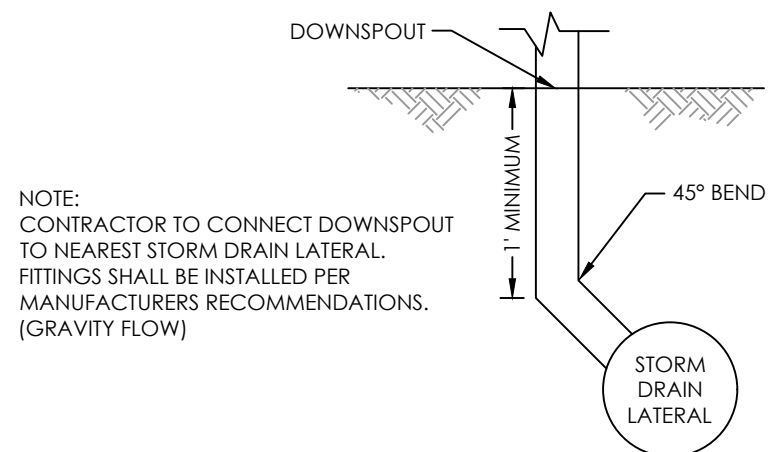 DOWNSPOUT
1' MINIMUM
45° BEND
NOTE:
CONTRACTOR TO CONNECT DOWNSPOUT
TO NEAREST STORM DRAIN LATERAL.
FITTINGS SHALL BE INSTALLED PER
MANUFACTURERS RECOMMENDATIONS.
(GRAVITY FLOW)
STORM
DRAIN
LATERAL